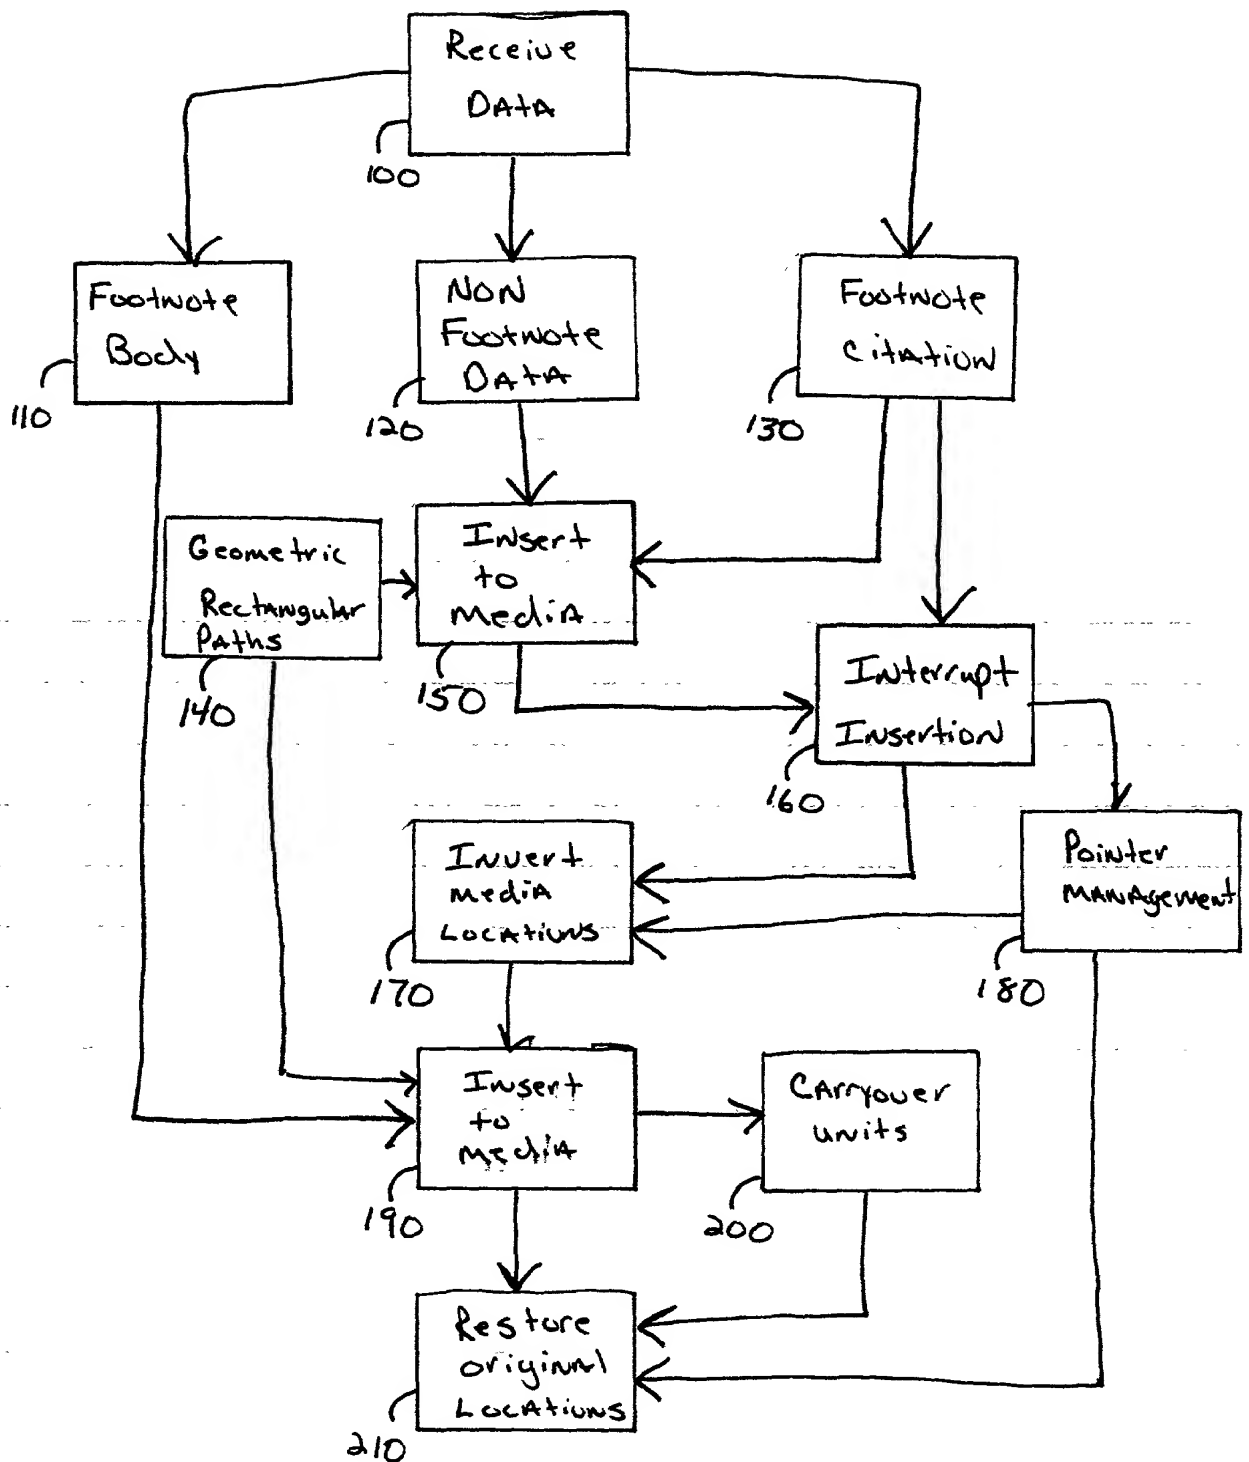 Receive
Data
100
Footnote
Body
110
Non
Footnote
Data
120
Footnote
Citation
130
Geometric
Rectangular
Paths
140
Insert
to
Media
150
Interrupt
Insertion
160
Invert
Media
Locations
170
Pointer
Management
180
Insert
to
Media
190
Carryover
units
200
Restore
original
Locations
210